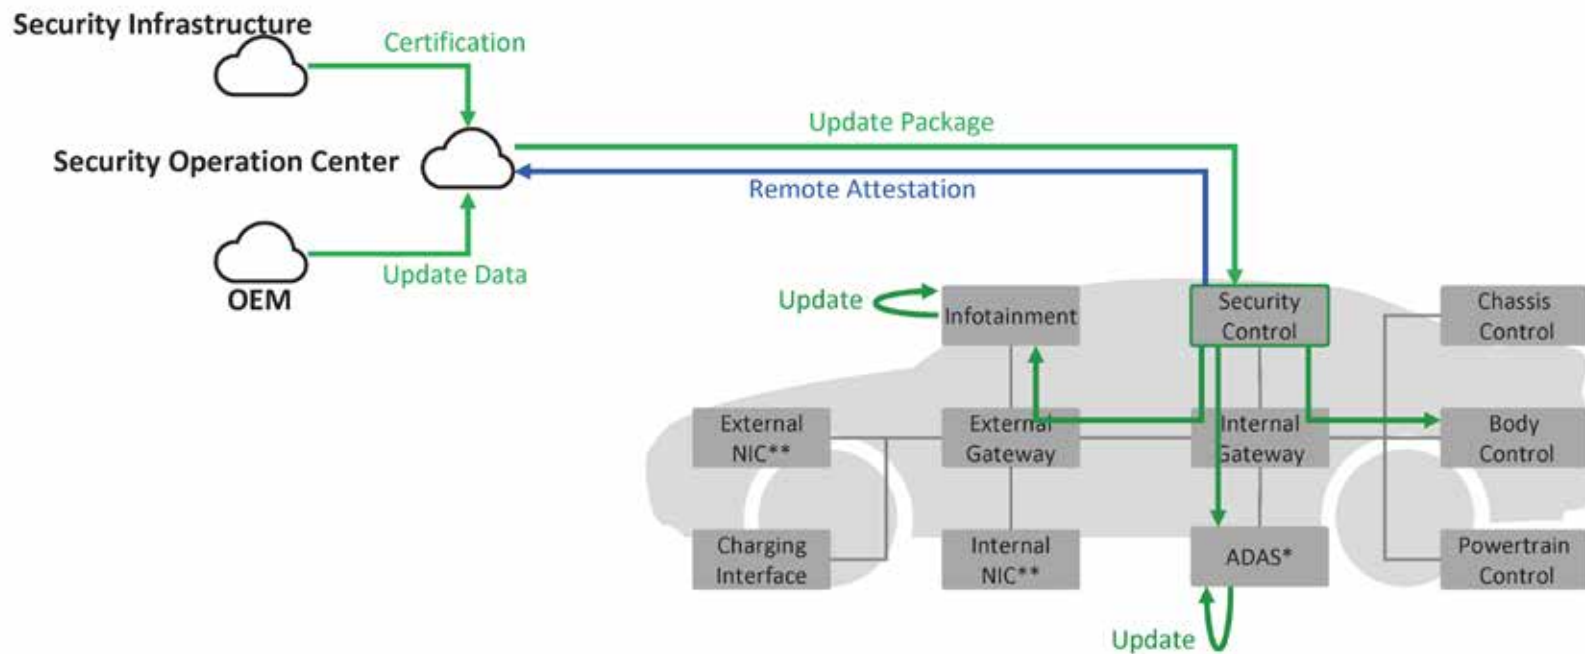 Security Infrastructure
Certification
Update Package
Security Operation Center
Remote Attestation
Update Data
OEM
Update
Infotainment
Security
Control
Chassis
Control
External
NIC**
External
Gateway
Internal
Gateway
Body
Control
Charging
Interface
Internal
NIC**
ADAS*
Powertrain
Control
Update